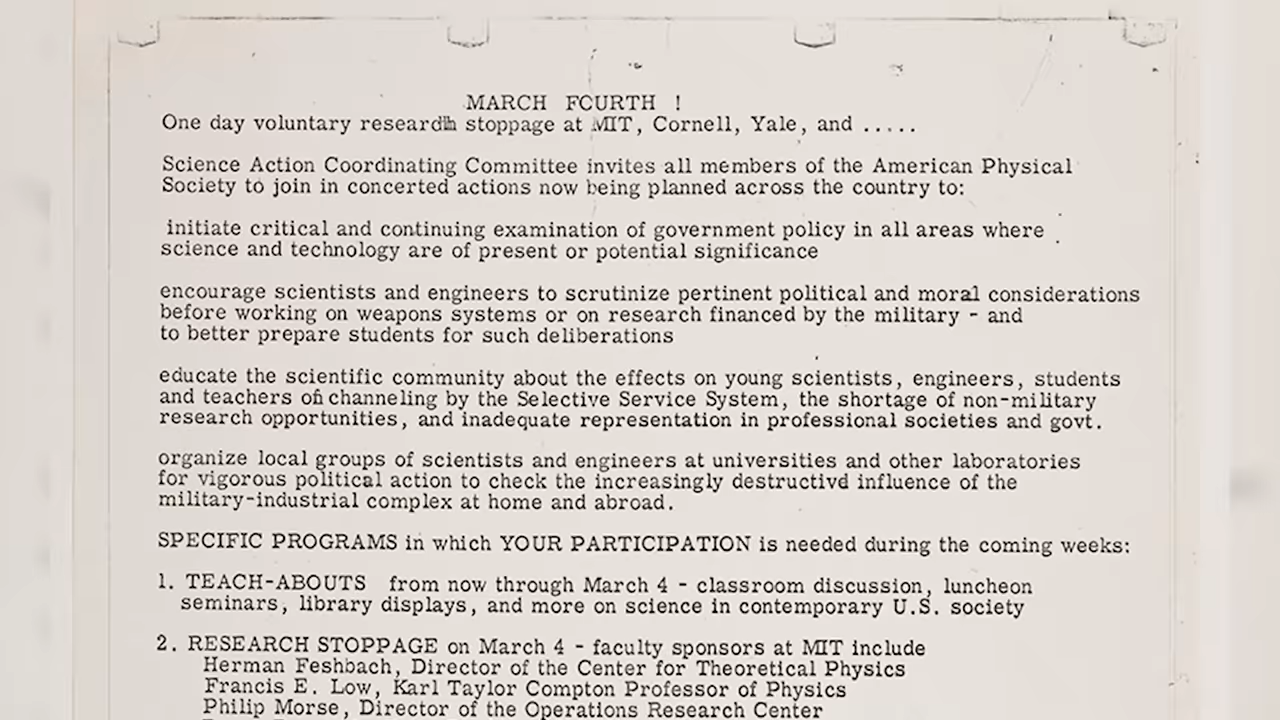 MARCH FOURTH !
One day voluntary research stoppage at MIT, Cornell, Yale, and .....
Science Action Coordinating Committee invites all members of the American Physical
Society to join in concerted actions now being planned across the country to:
initiate critical and continuing examination of government policy in all areas where
science and technology are of present or potential significance
encourage scientists and engineers to scrutinize pertinent political and moral considerations
before working on weapons systems or on research financed by the military - and
to better prepare students for such deliberations
educate the scientific community about the effects on young scientists, engineers, students
and teachers of channeling by the Selective Service System, the shortage of non-military
research opportunities, and inadequate representation in professional societies and govt.
organize local groups of scientists and engineers at universities and other laboratories
for vigorous political action to check the increasingly destructivd influence of the
military-industrial complex at home and abroad.
SPECIFIC PROGRAMS in which YOUR PARTICIPATION is needed during the coming weeks:
1. TEACH-ABOUTS from now through March 4 - classroom discussion, luncheon
seminars, library displays, and more on science in contemporary U.S. society
2. RESEARCH STOPPAGE on March 4 - faculty sponsors at MIT include
Herman Feshbach, Director of the Center for Theoretical Physics
Francis E. Low, Karl Taylor Compton Professor of Physics
Philip Morse, Director of the Operations Research Center